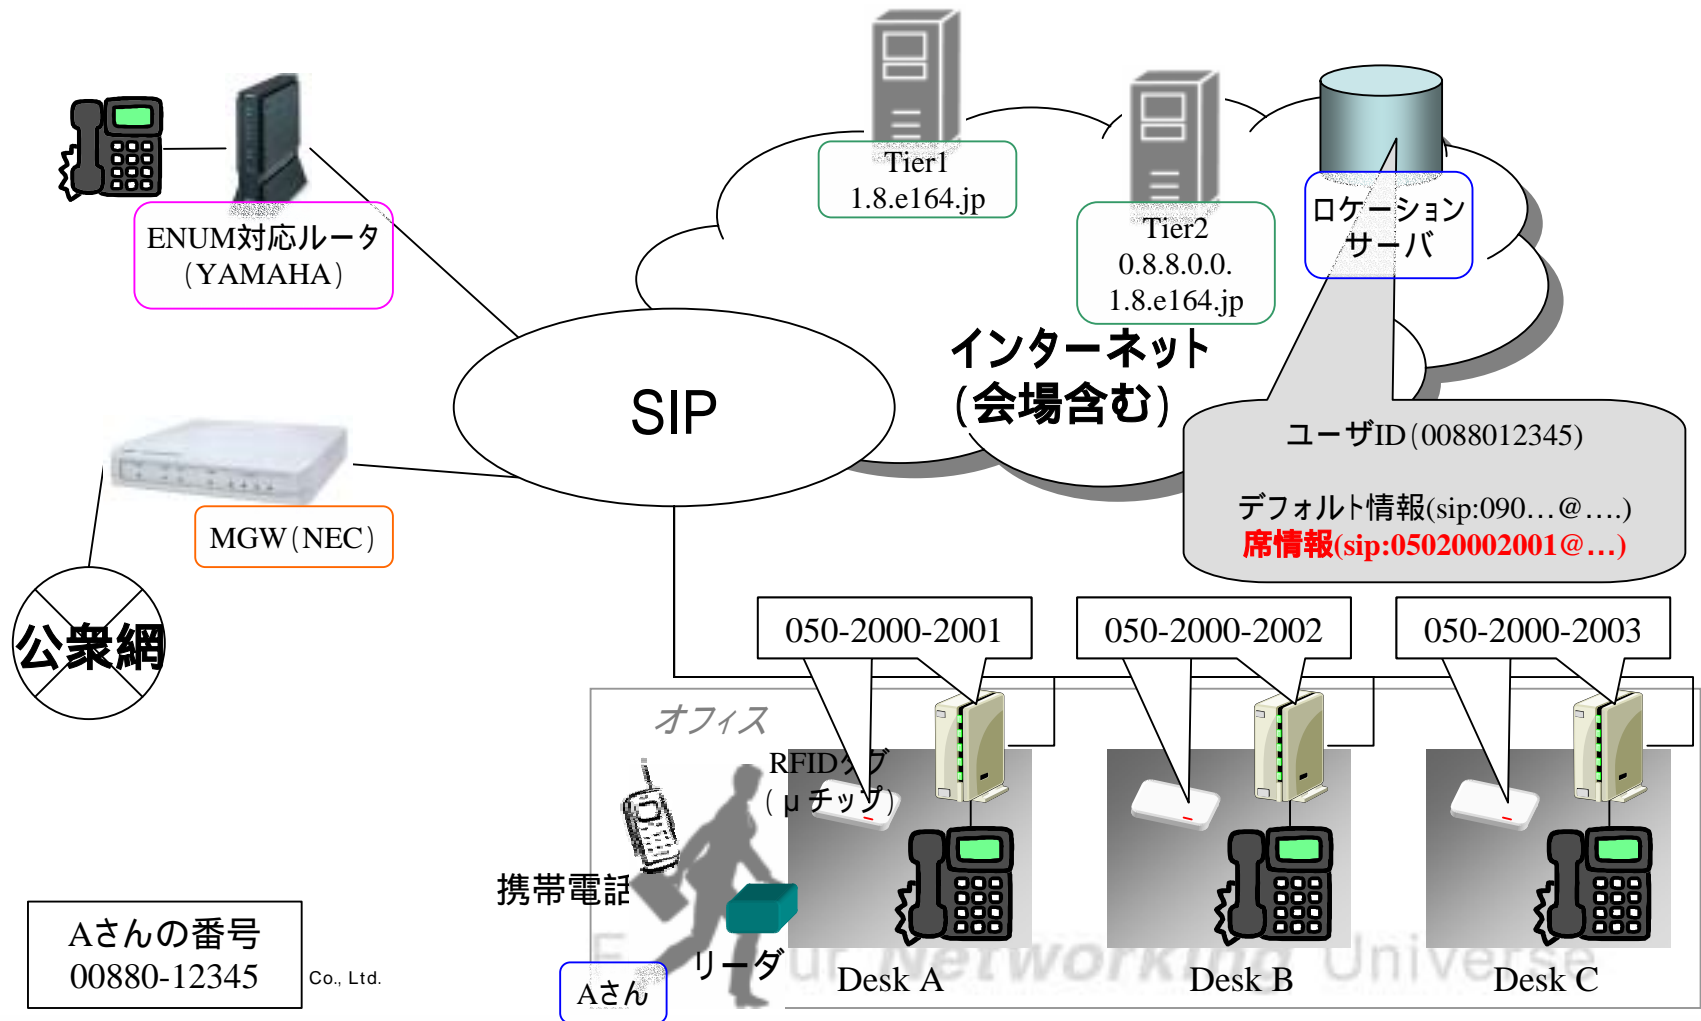 Tier1
1.8.e164.jp
Tier2
0.8.8.0.0.
1.8.e164.jp
ロケーション
サーバ
ENUM対応ルータ
(YAMAHA)
インターネット
(会場含む)
SIP
ユーザID(0088012345)
デフォルト情報(sip:090…@….)
席情報(sip:05020002001@…)
MGW(NEC)
公衆網
050-2000-2001
050-2000-2002
050-2000-2003
オフィス
RFIDタグ
(μチップ)
携帯電話
リーダ
Aさん
Aさんの番号
00880-12345
Co., Ltd.
Networking Universe
Desk A
Desk B
Desk C